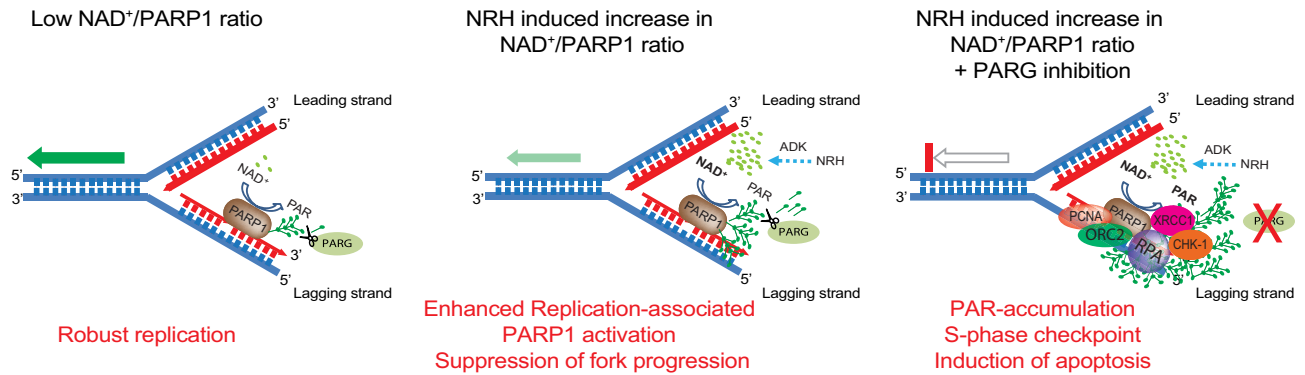 Low NAD⁺/PARP1 ratio
3’
Leading strand
5’
NAD⁺
5’
3’
PARP1
PAR
PARG
3’
5’
Lagging strand
Robust replication
NRH induced increase in
NAD⁺/PARP1 ratio
3’
Leading strand
5’
ADK
NRH
NAD⁺
5’
3’
PAR
PARP1
PARG
3’
5’
Lagging strand
Enhanced Replication-associated
PARP1 activation
Suppression of fork progression
NRH induced increase in
NAD⁺/PARP1 ratio
+ PARG inhibition
3’
Leading strand
5’
ADK
NRH
NAD⁺
5’
3’
PAR
PCNA
PARP1
XRCC1
PARG
ORC2
RPA
CHK-1
5’
Lagging strand
PAR-accumulation
S-phase checkpoint
Induction of apoptosis